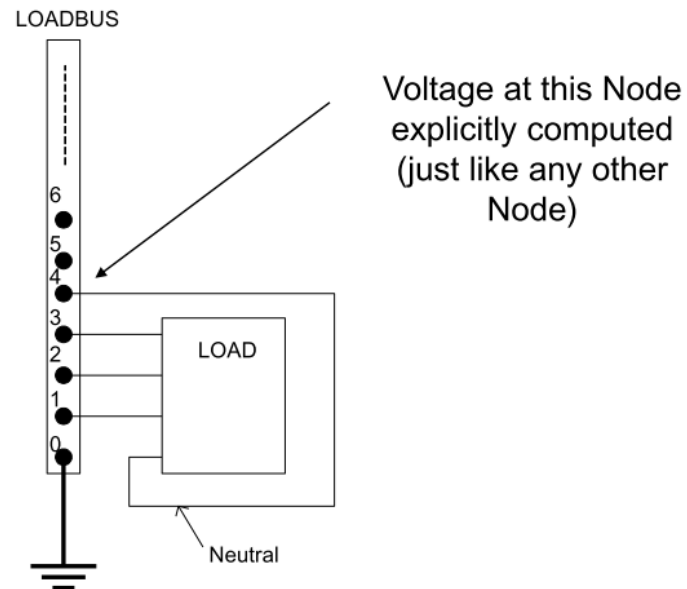 LOADBUS
Voltage at this Node
explicitly computed
(just like any other
Node)
6
5
4
3
LOAD
2
1
0
Neutral